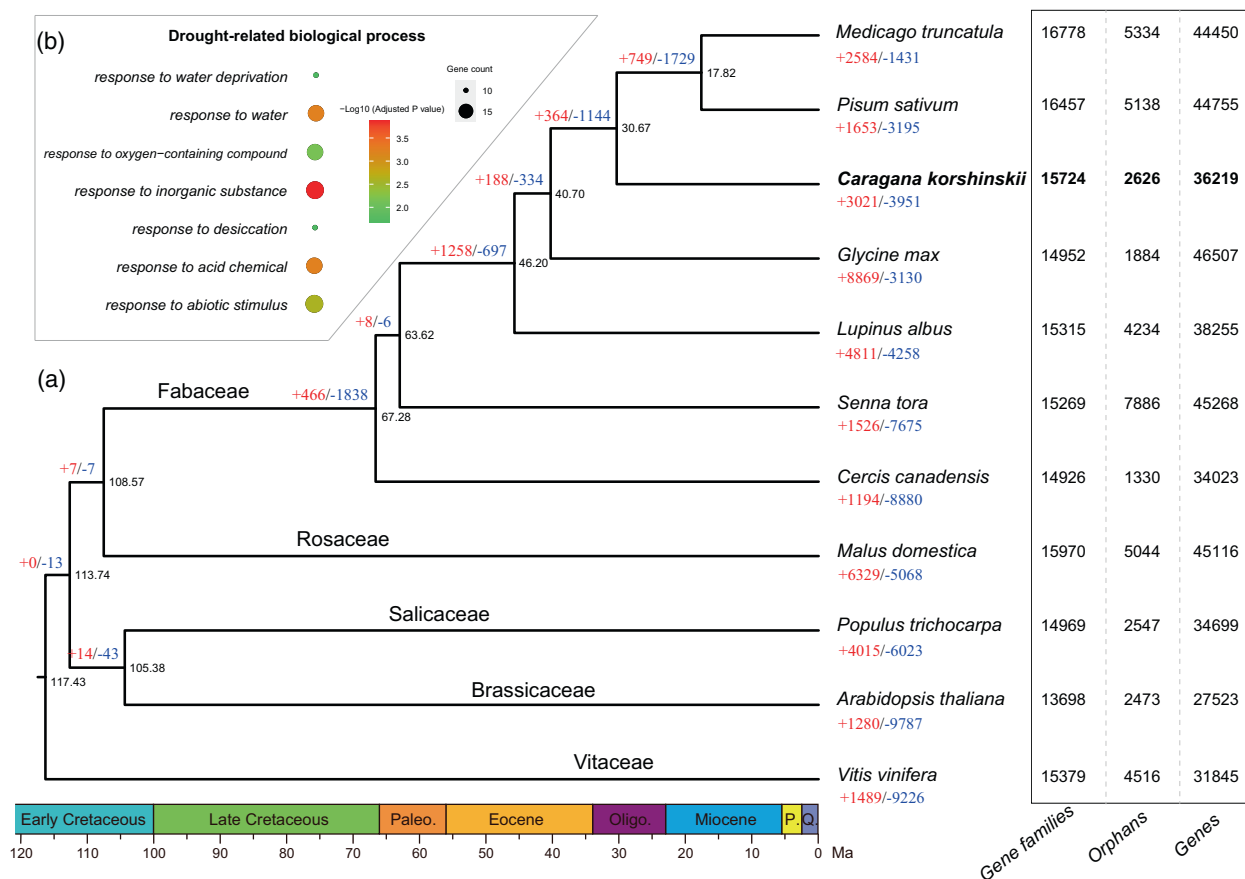 (b)
Drought-related biological process
response to water deprivation
response to water
response to oxygen−containing compound
response to inorganic substance
response to desiccation
response to acid chemical
response to abiotic stimulus
Gene count
10
15
−Log10 (Adjusted P value)
3.5
3.0
2.5
2.0
(a)
Medicago truncatula 16778 5334 44450
+2584/-1431
Pisum sativum 16457 5138 44755
+1653/-3195
Caragana korshinskii 15724 2626 36219
+3021/-3951
Glycine max 14952 1884 46507
+8869/-3130
Lupinus albus 15315 4234 38255
+4811/-4258
Senna tora 15269 7886 45268
+1526/-7675
Cercis canadensis 14926 1330 34023
+1194/-8880
Malus domestica 15970 5044 45116
+6329/-5068
Populus trichocarpa 14969 2547 34699
+4015/-6023
Arabidopsis thaliana 13698 2473 27523
+1280/-9787
Vitis vinifera 15379 4516 31845
+1489/-9226
Gene families
Orphans
Genes
+749/-1729
17.82
+364/-1144
30.67
+188/-334
40.70
+1258/-697
46.20
+8/-6
63.62
Fabaceae
+466/-1838
67.28
+7/-7
108.57
Rosaceae
+0/-13
113.74
Salicaceae
+14/-43
105.38
Brassicaceae
117.43
Vitaceae
Early Cretaceous Late Cretaceous Paleo. Eocene Oligo. Miocene P. Q.
120 110 100 90 80 70 60 50 40 30 20 10 0 Ma